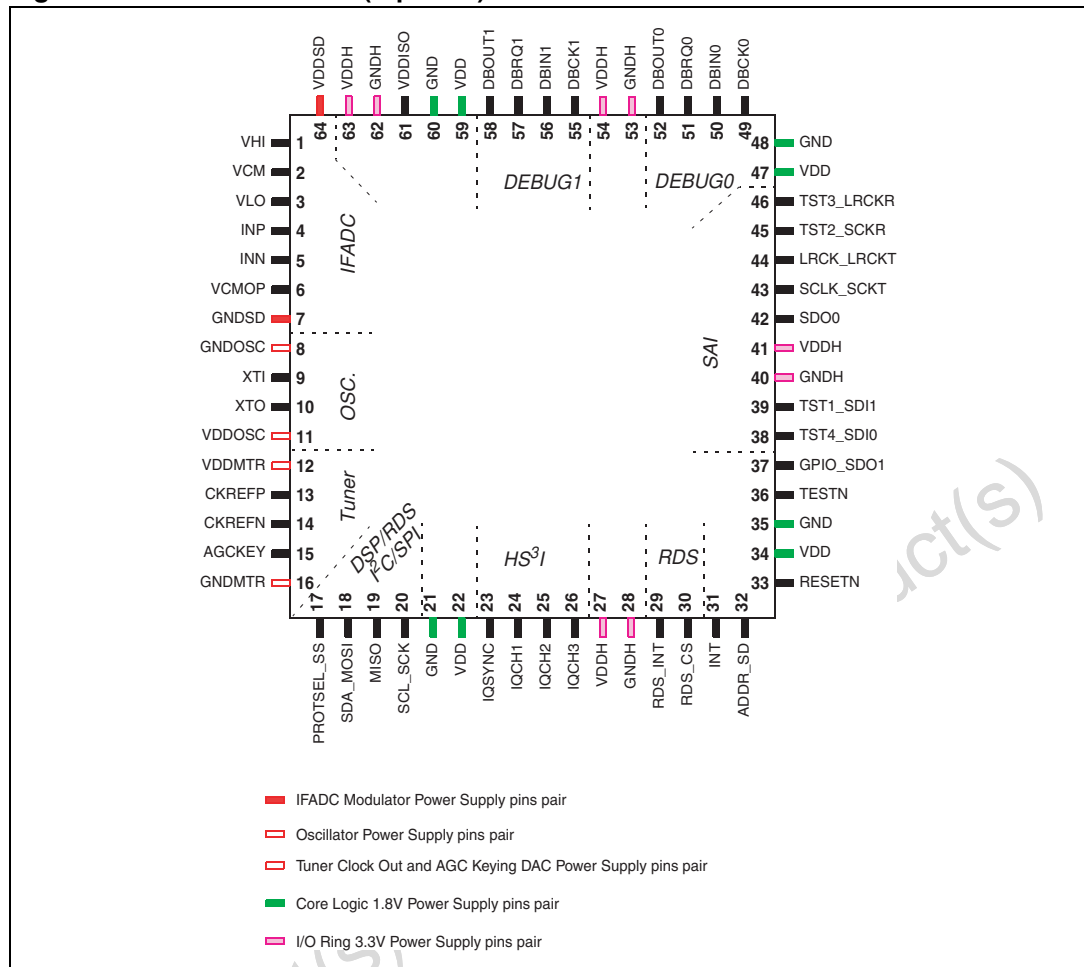 VDDSD
VDDH
GNDH
VDDISO
GND
VDD
DBOUT1
DBRQ1
DBIN1
DBCK1
VDDH
GNDH
DBOUT0
DBRQ0
DBIN0
DBCK0
64
63
62
61
60
59
58
57
56
55
54
53
52
51
50
49
VHI 1
VCM 2
VLO 3
INP 4
INN 5
VCMOP 6
GNDSD 7
GNDOSC 8
XTI 9
XTO 10
VDDOSC 11
VDDMTR 12
CKREFP 13
CKREFN 14
AGCKEY 15
GNDMTR 16
IFADC
OSC.
Tuner
DSP/RDS
I2C/SPI
DEBUG1
DEBUG0
SAI
HS3I
RDS
48 GND
47 VDD
46 TST3_LRCKR
45 TST2_SCKR
44 LRCK_LRCKT
43 SCLK_SCKT
42 SDO0
41 VDDH
40 GNDH
39 TST1_SDI1
38 TST4_SDI0
37 GPIO_SDO1
36 TESTN
35 GND
34 VDD
33 RESETN
17
18
19
20
21
22
23
24
25
26
27
28
29
30
31
32
PROTSEL_SS
SDA_MOSI
MISO
SCL_SCK
GND
VDD
IQSYNC
IQCH1
IQCH2
IQCH3
VDDH
GNDH
RDS_INT
RDS_CS
INT
ADDR_SD
uct(s)
IFADC Modulator Power Supply pins pair
Oscillator Power Supply pins pair
Tuner Clock Out and AGC Keying DAC Power Supply pins pair
Core Logic 1.8V Power Supply pins pair
I/O Ring 3.3V Power Supply pins pair